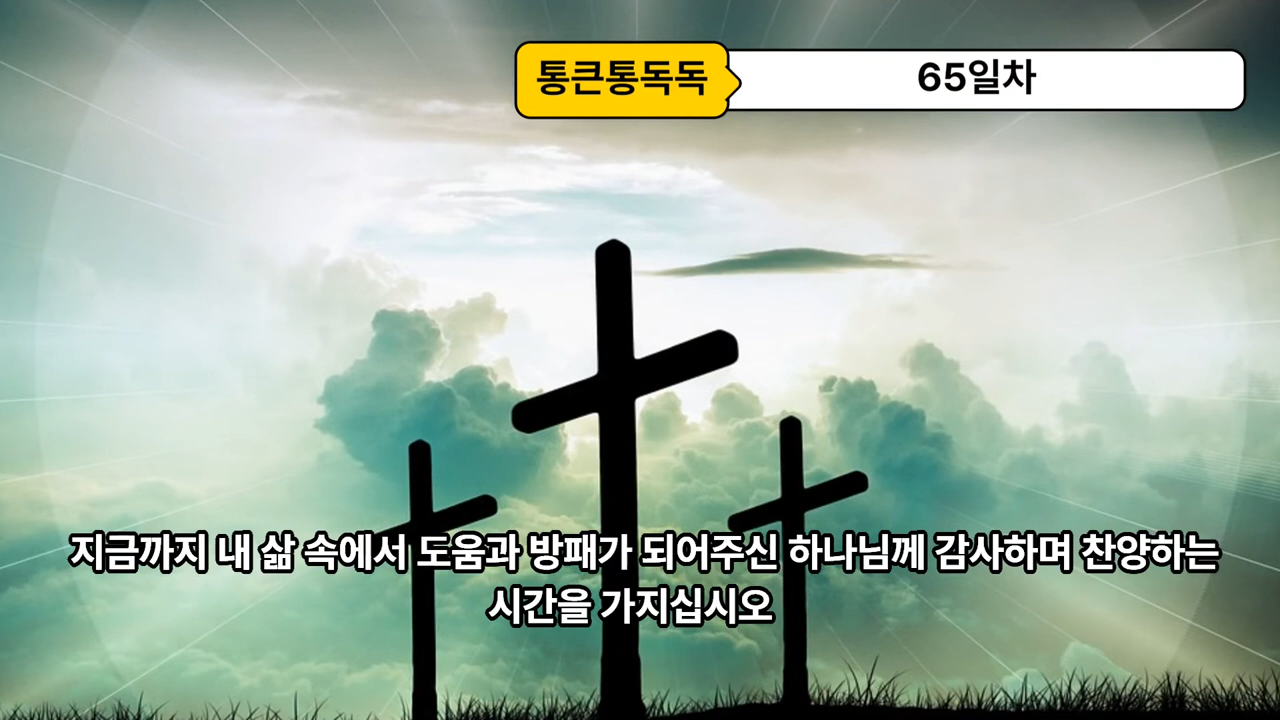 통큰통독독
65일차
지금까지 내 삶 속에서 도움과 방패가 되어주신 하나님께 감사하며 찬양하는
시간을 가지십시오